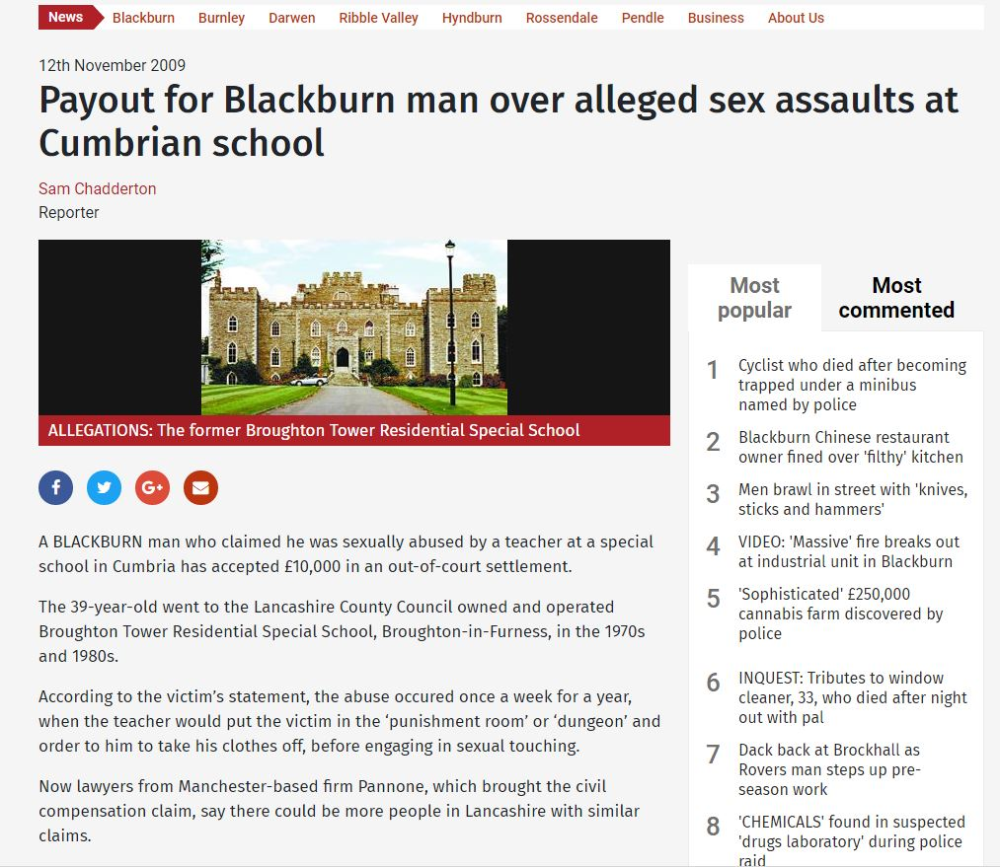 News Blackburn Burnley Darwen Ribble Valley Hyndburn Rossendale Pendle Business About Us
12th November 2009
Payout for Blackburn man over alleged sex assaults at
Cumbrian school
Sam Chadderton
Reporter
ALLEGATIONS: The former Broughton Tower Residential Special School
A BLACKBURN man who claimed he was sexually abused by a teacher at a special
school in Cumbria has accepted £10,000 in an out-of-court settlement.
The 39-year-old went to the Lancashire County Council owned and operated
Broughton Tower Residential Special School, Broughton-in-Furness, in the 1970s
and 1980s.
According to the victim’s statement, the abuse occured once a week for a year,
when the teacher would put the victim in the ‘punishment room’ or ‘dungeon’ and
order to him to take his clothes off, before engaging in sexual touching.
Now lawyers from Manchester-based firm Pannone, which brought the civil
compensation claim, say there could be more people in Lancashire with similar
claims.
Most
popular
Most
commented
1 Cyclist who died after becoming
trapped under a minibus
named by police
2 Blackburn Chinese restaurant
owner fined over 'filthy' kitchen
3 Men brawl in street with 'knives,
sticks and hammers'
4 VIDEO: 'Massive' fire breaks out
at industrial unit in Blackburn
5 'Sophisticated' £250,000
cannabis farm discovered by
police
6 INQUEST: Tributes to window
cleaner, 33, who died after night
out with pal
7 Dack back at Brockhall as
Rovers man steps up pre-
season work
8 'CHEMICALS' found in suspected
'drugs laboratory' during police
raid